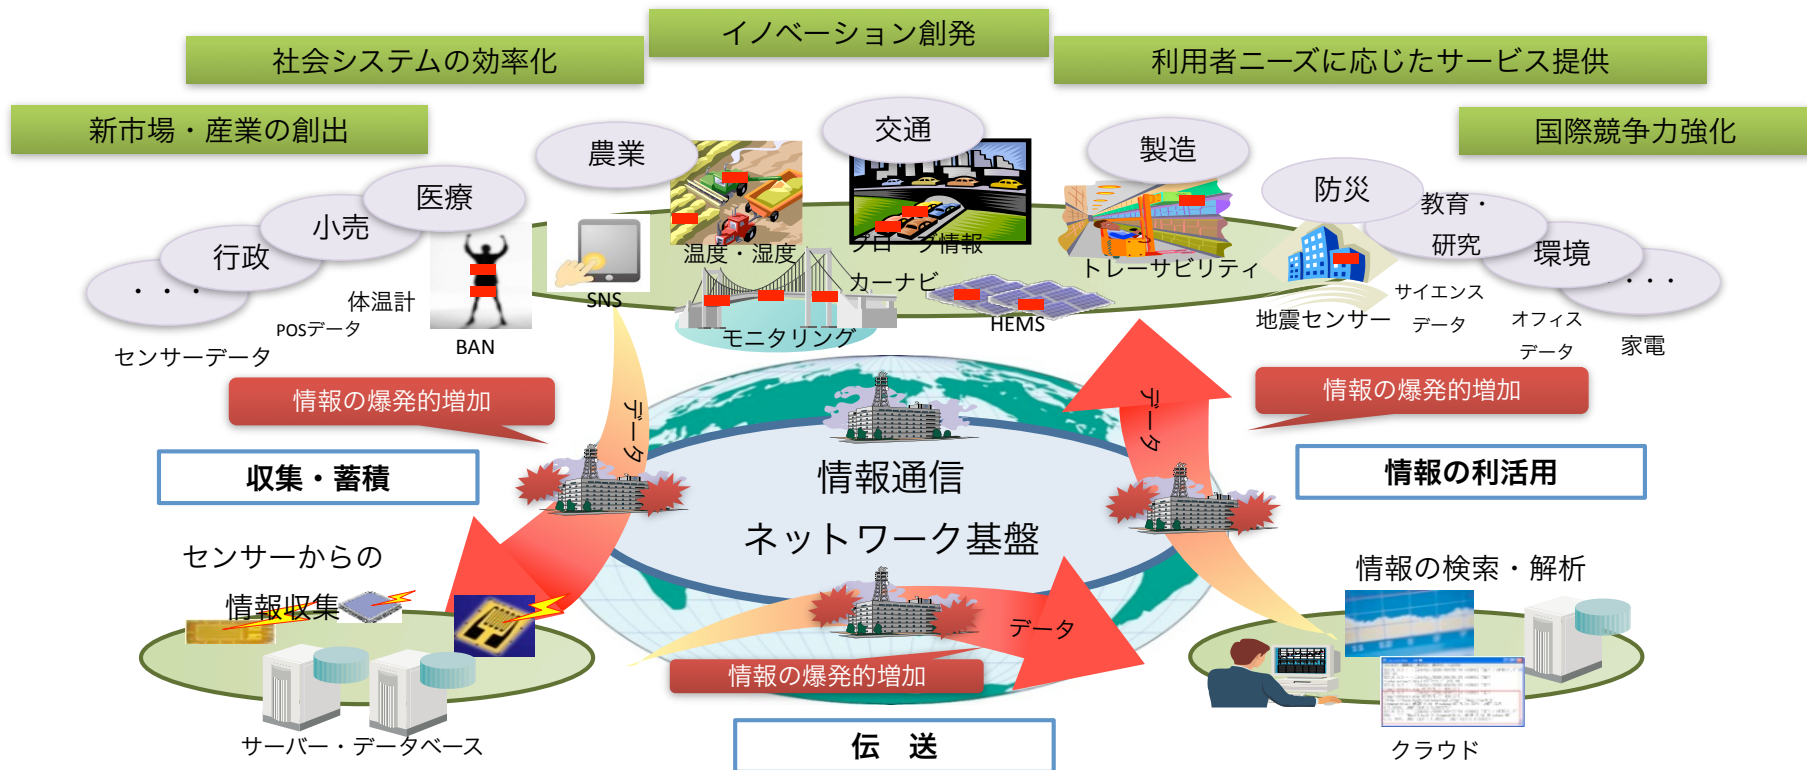 イノベーション創発
社会システムの効率化
利用者ニーズに応じたサービス提供
新市場・産業の創出
国際競争力強化
・・・
行政
小売
医療
農業
交通
製造
防災
教育・
研究
環境
・・・・
センサーデータ
POSデータ
体温計
BAN
SNS
温度・湿度
モニタリング
プローブ情報
カーナビ
HEMS
トレーサビリティ
地震センサー
サイエンス
データ
オフィス
データ
家電
情報の爆発的増加
情報の爆発的増加
データ
データ
収集・蓄積
情報の利活用
情報通信
ネットワーク基盤
センサーからの
情報収集
情報の検索・解析
データ
情報の爆発的増加
サーバー・データベース
伝　送
クラウド